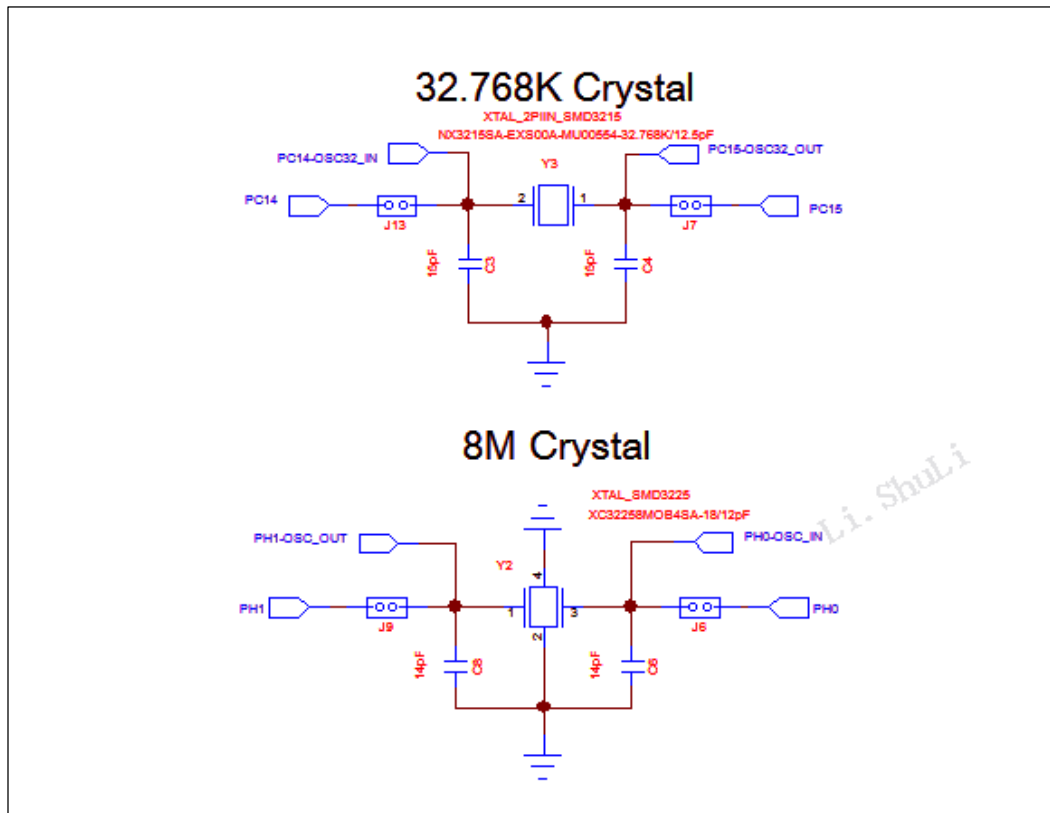 32.768K Crystal
XTAL_2PIIN_SMD3215
NX3215SA-EXS00A-MU00554-32.768K/12.5pF
PC14-OSC32_IN
PC15-OSC32_OUT
Y3
PC14
2
1
PC15
J13
J7
15pF
C3
15pF
C4
8M Crystal
XTAL_SMD3225
XC32258MOB4SA-18/12pF
PH1-OSC_OUT
PH0-OSC_IN
Y2
4
PH1
1
3
PH0
J9
J6
2
14pF
C8
14pF
C6
Li.ShuLi